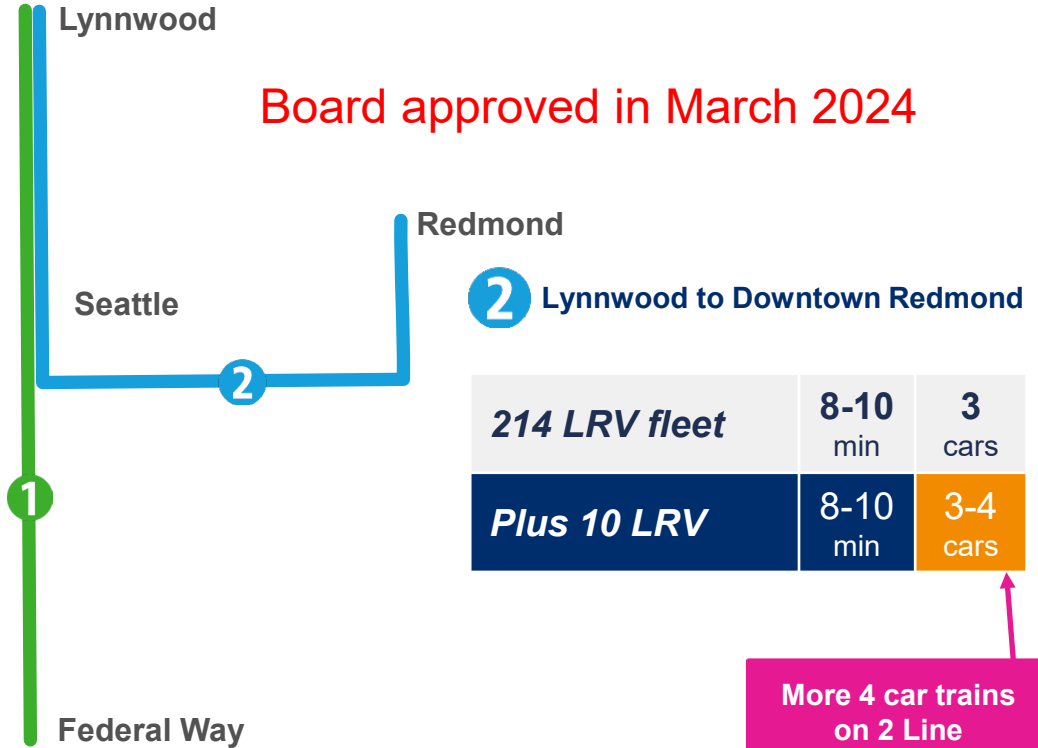 Lynnwood
Board approved in March 2024
Redmond
Seattle
2 Lynnwood to Downtown Redmond
2
214 LRV fleet 8-10 min 3 cars
Plus 10 LRV 8-10 min 3-4 cars
1
More 4 car trains
on 2 Line
Federal Way